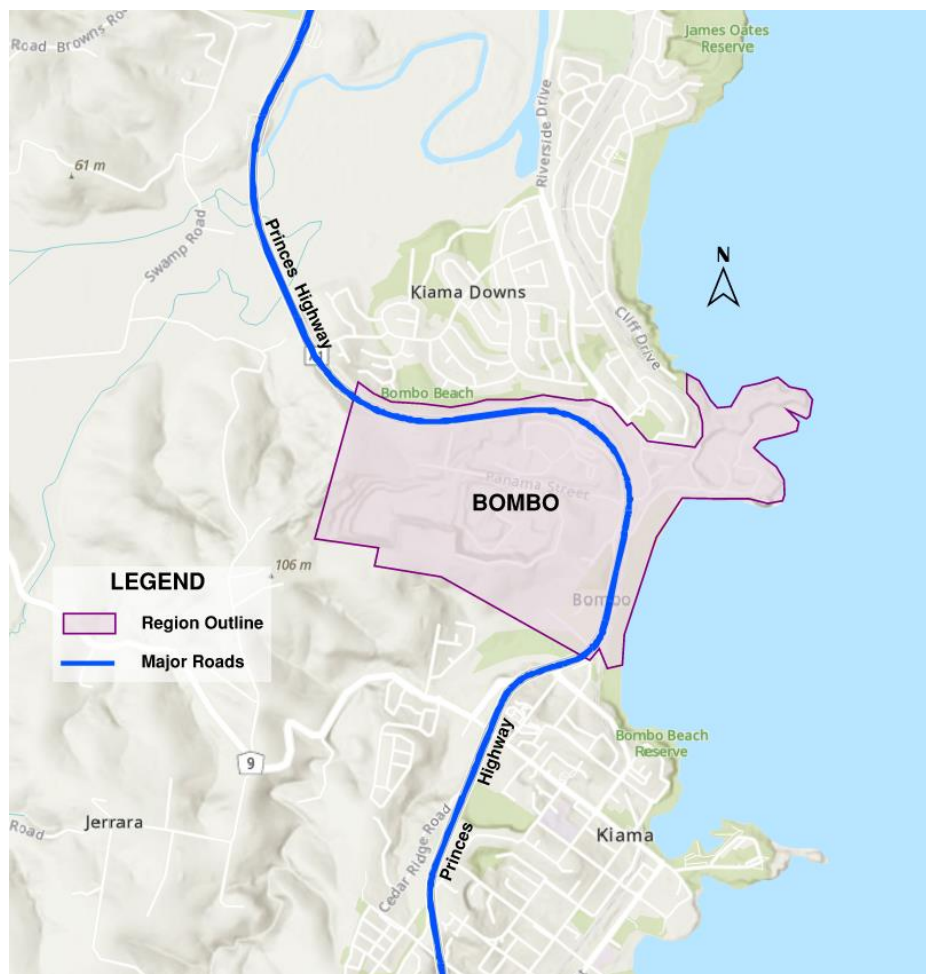 James Oates
Reserve
Road
Browns Ro
61 m
Riverside Drive
Swamp Road
Princes Highway
N
Kiama Downs
Cliff Drive
Bombo Beach
Panama Street
BOMBO
106 m
Bombo
LEGEND
Region Outline
Major Roads
Bombo Beach
Reserve
9
Princes Highway
Jerrara
Road
Cedar Ridge Road
Kiama